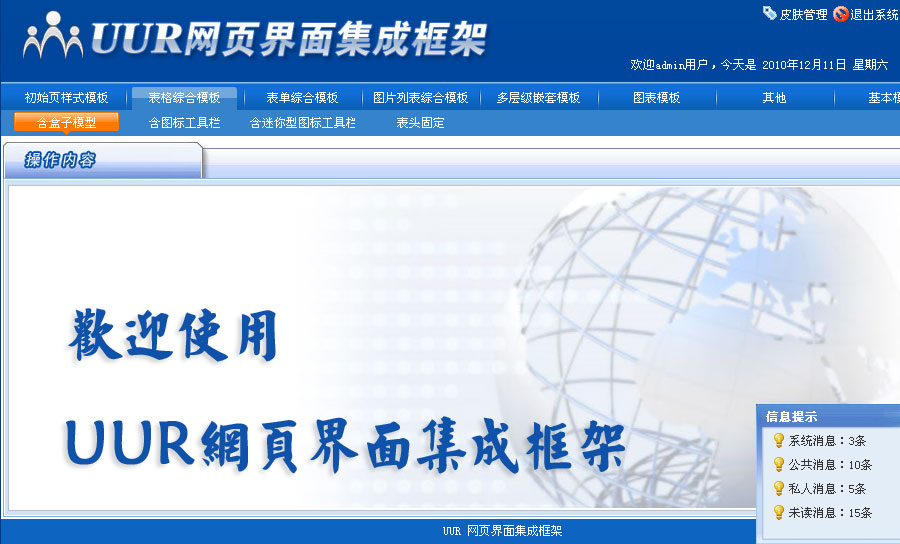 UUR网页界面集成框架
皮肤管理 退出系统
欢迎admin用户，今天是 2010年12月11日 星期六
初始页样式模板 表格综合模板 表单综合模板 图片列表综合模板 多层级嵌套模板 图表模板 其他 基本模
含盒子模型 含图标工具栏 含迷你型图标工具栏 表头固定
操作内容
歡迎使用
UUR網頁界面集成框架
信息提示
系统消息：3条
公共消息：10条
私人消息：5条
未读消息：15条
UUR 网页界面集成框架